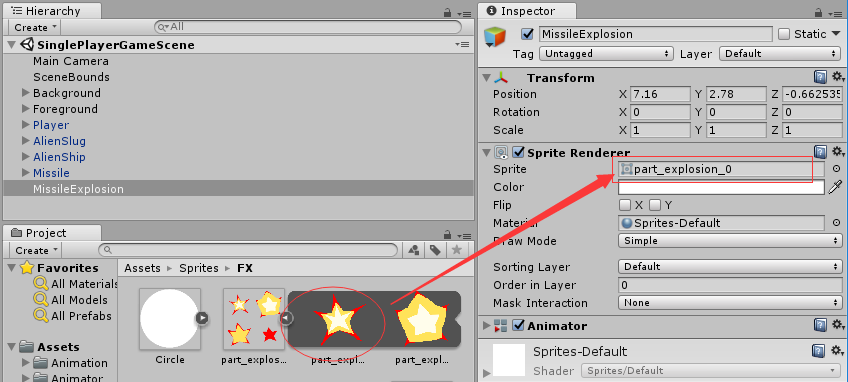 Hierarchy
Create
All
SinglePlayerGameScene
Main Camera
SceneBounds
Background
Foreground
Player
AlienSlug
AlienShip
Missile
MissileExplosion
Project
Create
Favorites
All Materials
All Models
All Prefabs
Assets
Animation
Animator
Assets Sprites FX
Circle
part_explos...
part_expl...
part_expl...
Inspector
MissileExplosion Static
Tag Untagged Layer Default
Transform
Position X 7.16 Y 2.78 Z -0.662535
Rotation X 0 Y 0 Z 0
Scale X 1 Y 1 Z 1
Sprite Renderer
Sprite part_explosion_0
Color
Flip X Y
Material Sprites-Default
Draw Mode Simple
Sorting Layer Default
Order in Layer 0
Mask Interaction None
Animator
Sprites-Default
Shader Sprites/Default